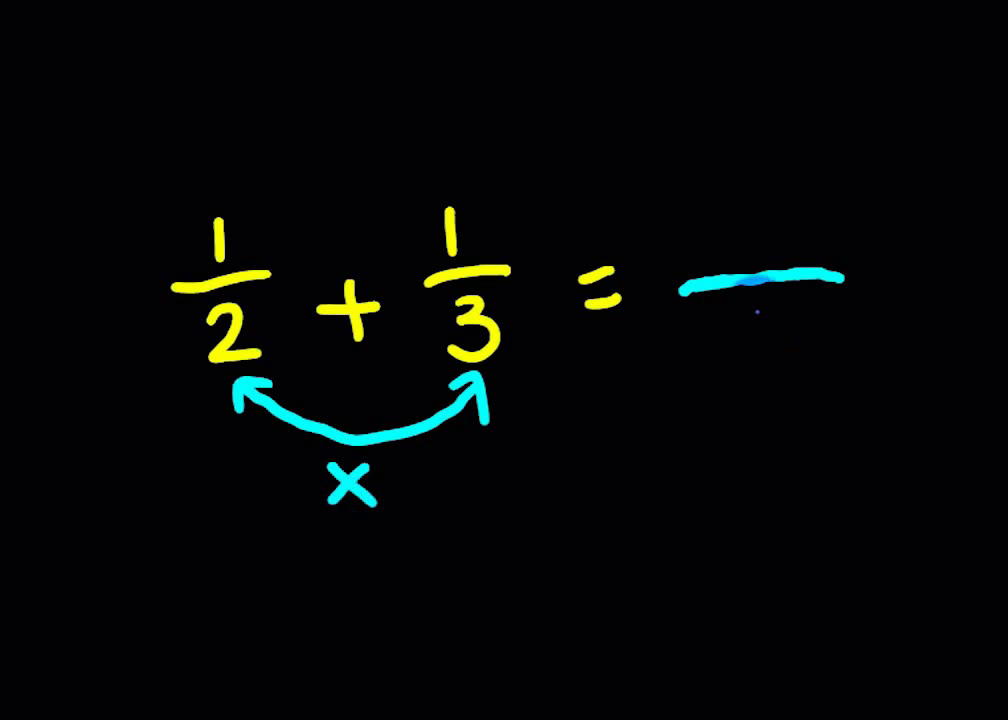 1/2 + 1/3 =
x